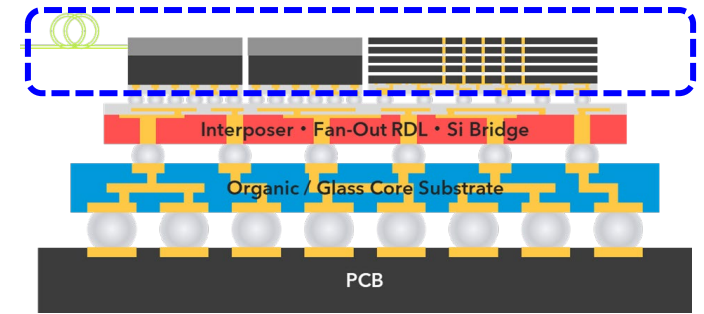 Interposer・Fan-Out RDL・Si Bridge
Organic / Glass Core Substrate
PCB